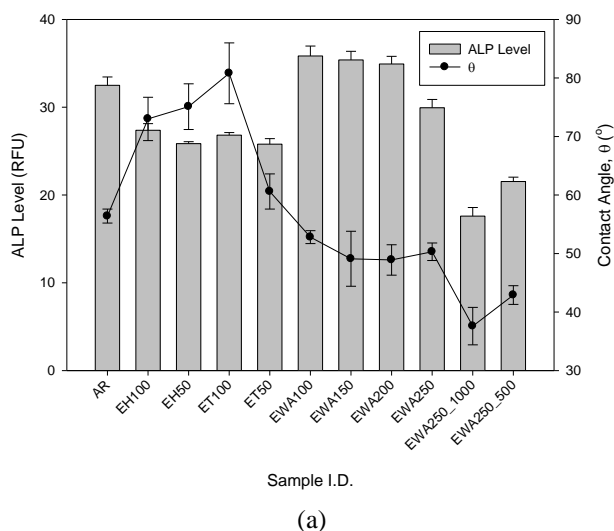 40
30
20
10
0
ALP Level (RFU)
90
80
70
60
50
40
30
Contact Angle, θ (°)
ALP Level
θ
AR
EH100
EH50
ET100
ET50
EWA100
EWA150
EWA200
EWA250
EWA250_1000
EWA250_500
Sample I.D.
(a)